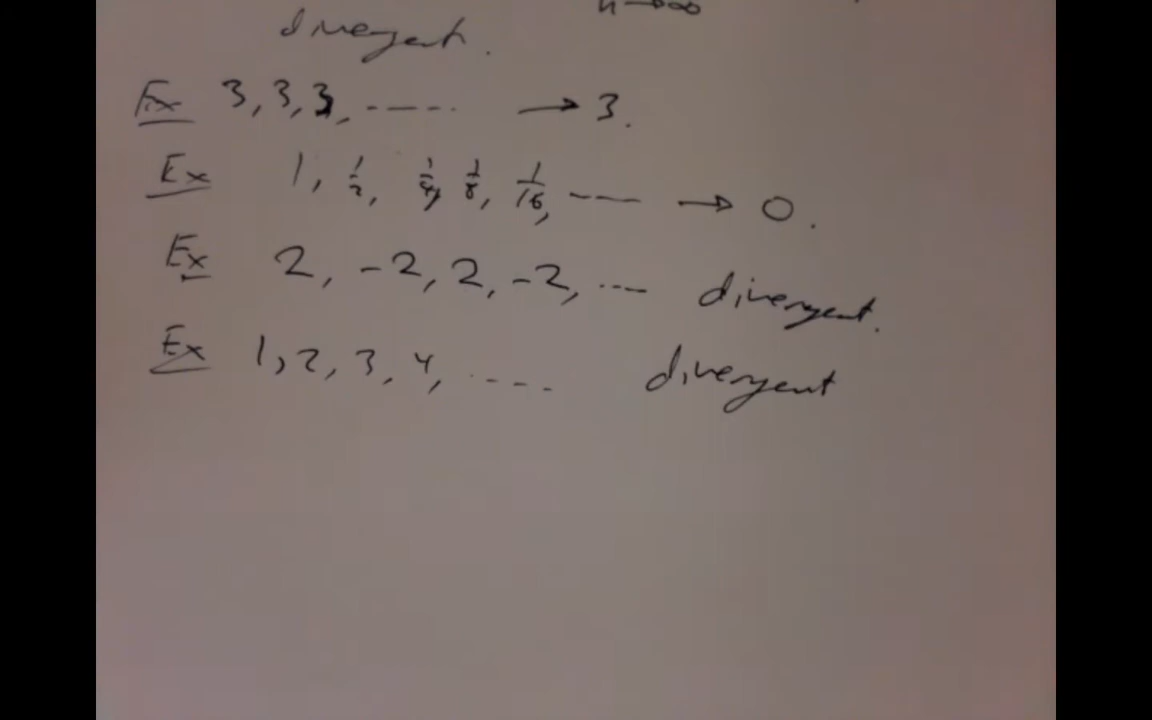 n→∞
divergent.
Ex 3, 3, 3, ----- → 3.
Ex 1, 1/2, 1/4, 1/8, 1/16, ---- → 0.
Ex 2, -2, 2, -2, ---- divergent.
Ex 1, 2, 3, 4, ----- divergent